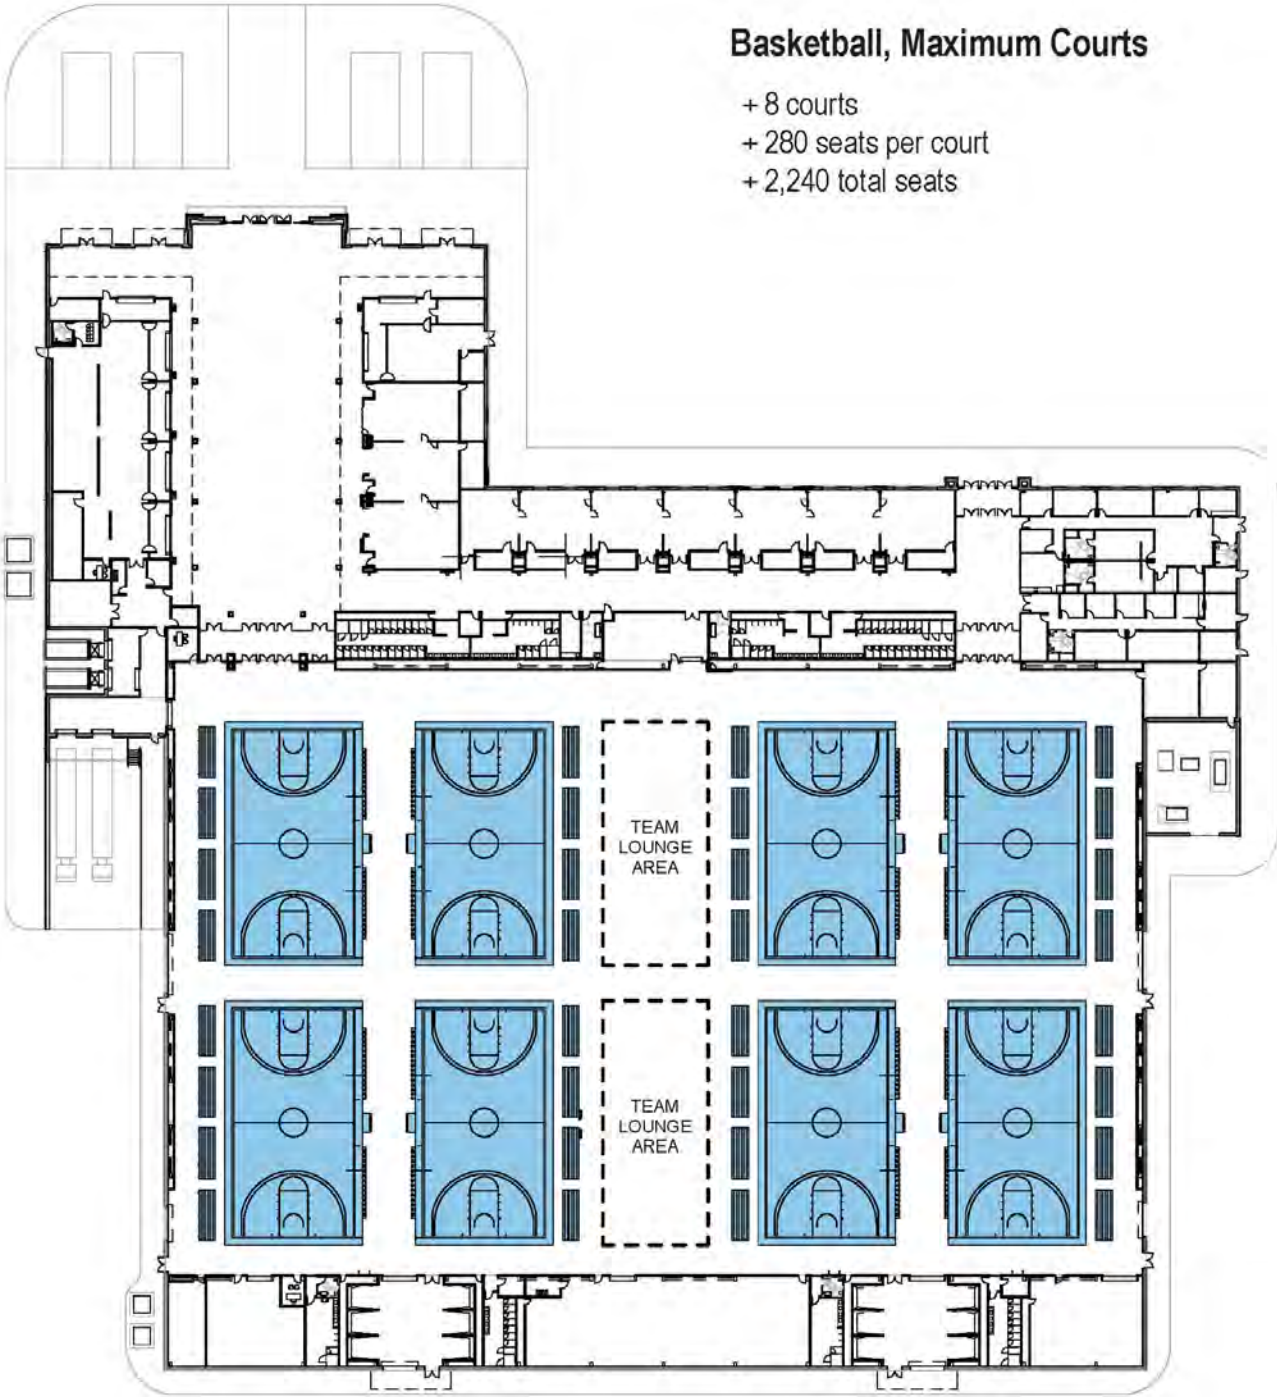 Basketball, Maximum Courts
+ 8 courts
+ 280 seats per court
+ 2,240 total seats
TEAM
LOUNGE
AREA
TEAM
LOUNGE
AREA